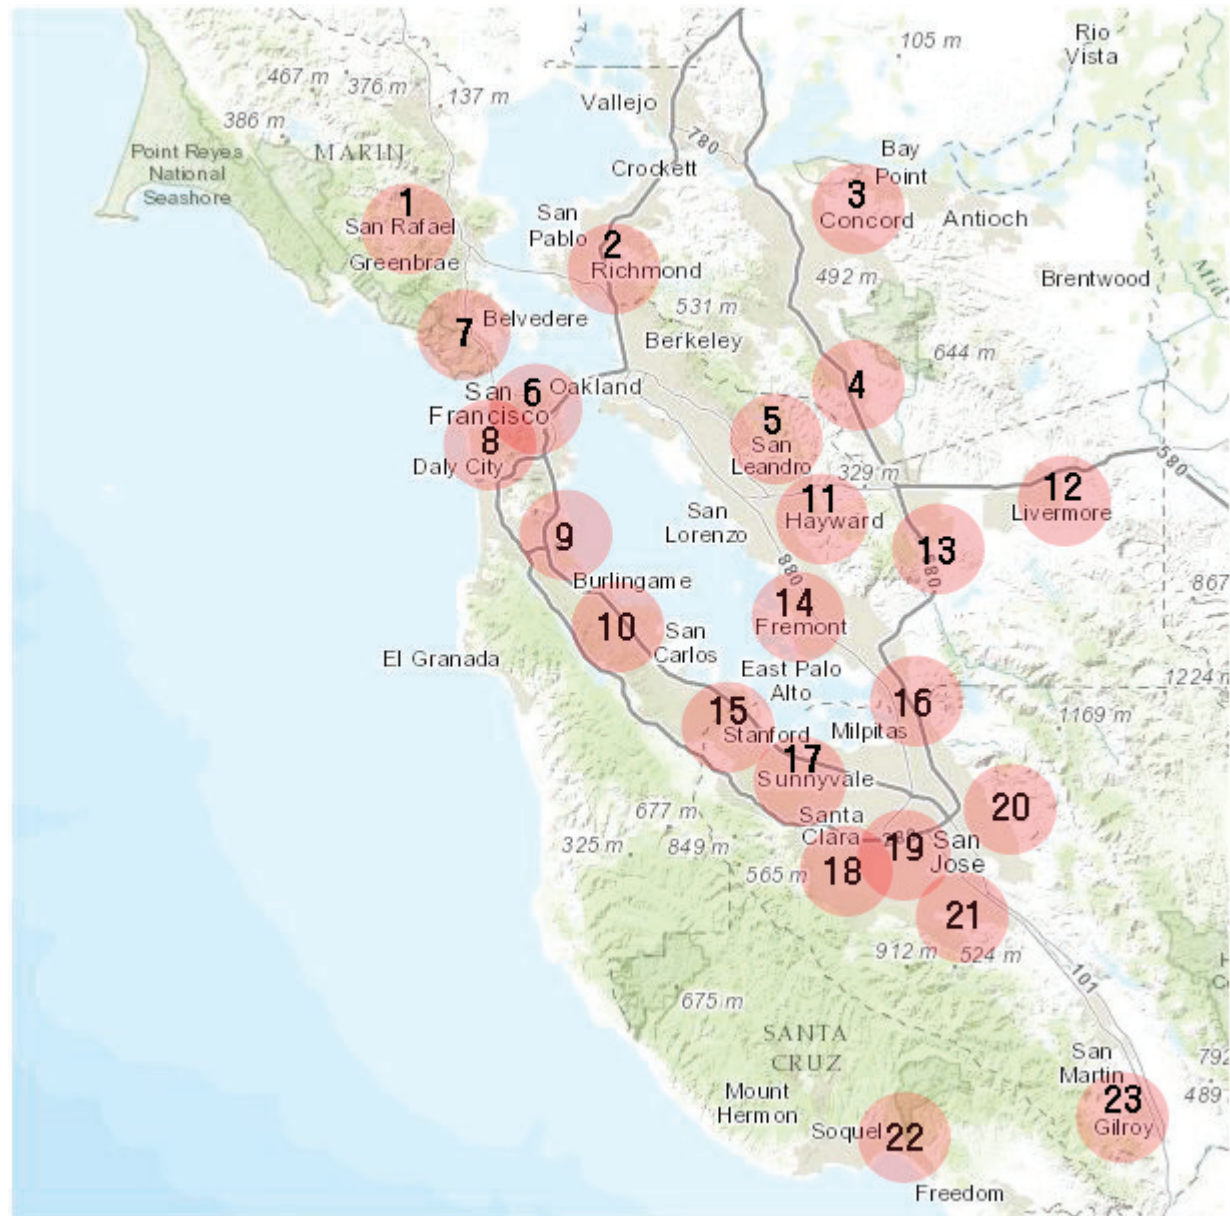 105 m
Rio
Vista
467 m
376 m
137 m
Vallejo
386 m
Point Reyes
National
Seashore
MARIN
780
Bay
Point
Crockett
1
San Rafael
Greenbrae
San
Pablo
2
Richmond
3
Concord
Antioch
492 m
Brentwood
531 m
7
Belvedere
Berkeley
644 m
4
6
San
Francisco
Oakland
8
Daly City
5
San
Leandro
329 m
580
11
Hayward
12
Livermore
San
Lorenzo
9
13
680
880
Burlingame
867
10
San
Carlos
14
Fremont
El Granada
East Palo
Alto
1224 m
16
1169 m
15
Stanford
Milpitas
17
Sunnyvale
677 m
325 m
849 m
Santa
Clara
280
20
565 m
18
19
San
Jose
21
912 m
524 m
101
675 m
SANTA
CRUZ
San
Martin
792
489
Mount
Hermon
23
Gilroy
Soquel
22
Freedom